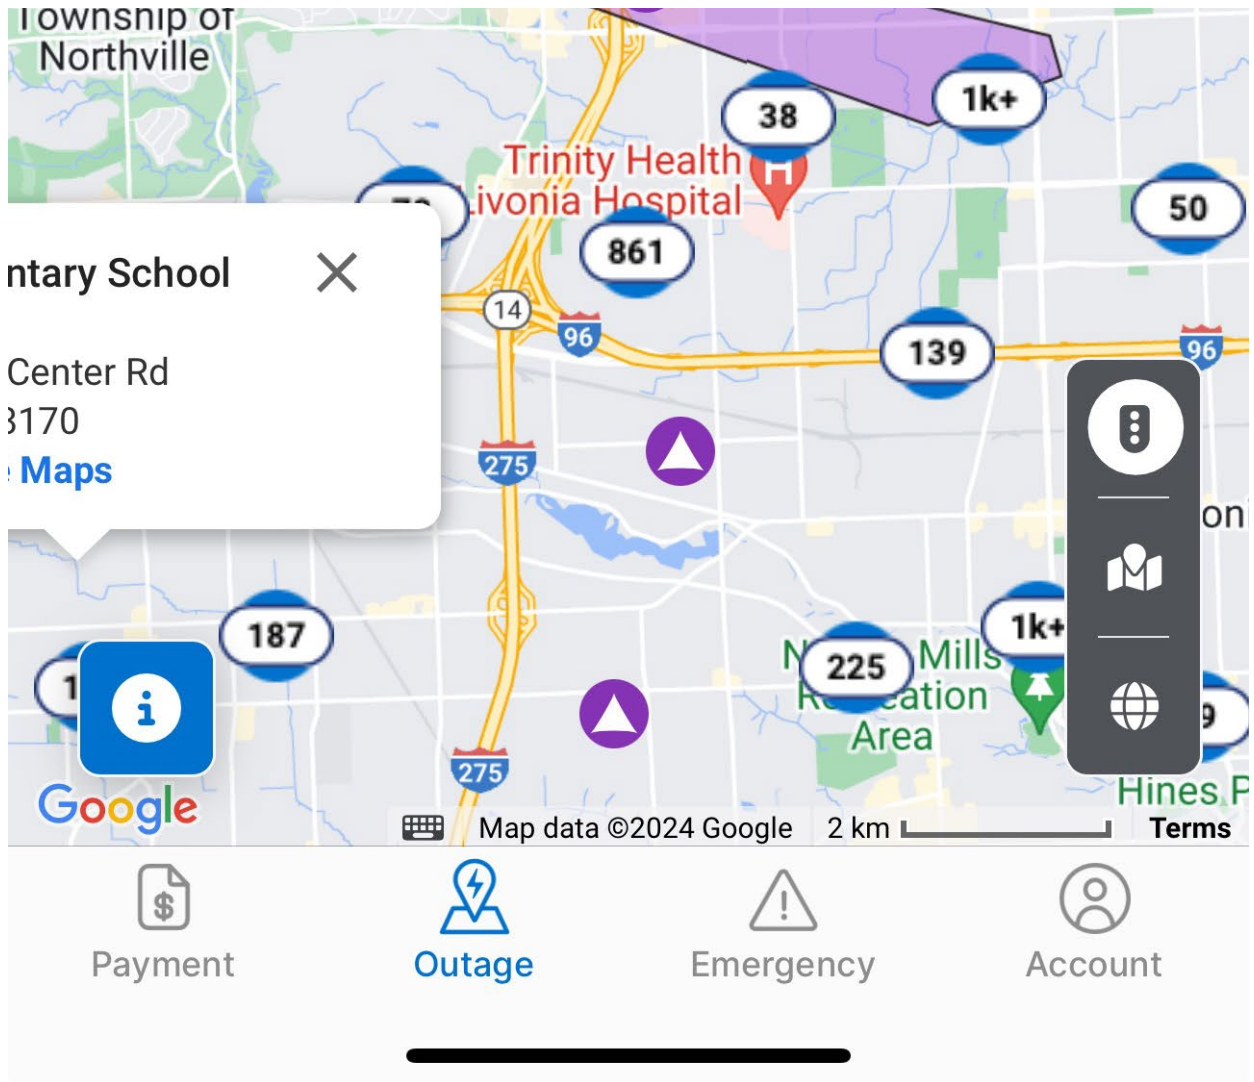 Township of
Northville
38
1k+
Trinity Health
Livonia Hospital
50
861
ntary School
14
96
139
96
Center Rd
3170
Maps
275
187
1k+
225
Mills
Area
275
Google
Hines P
Map data ©2024 Google
2 km
Terms
Payment
Outage
Emergency
Account